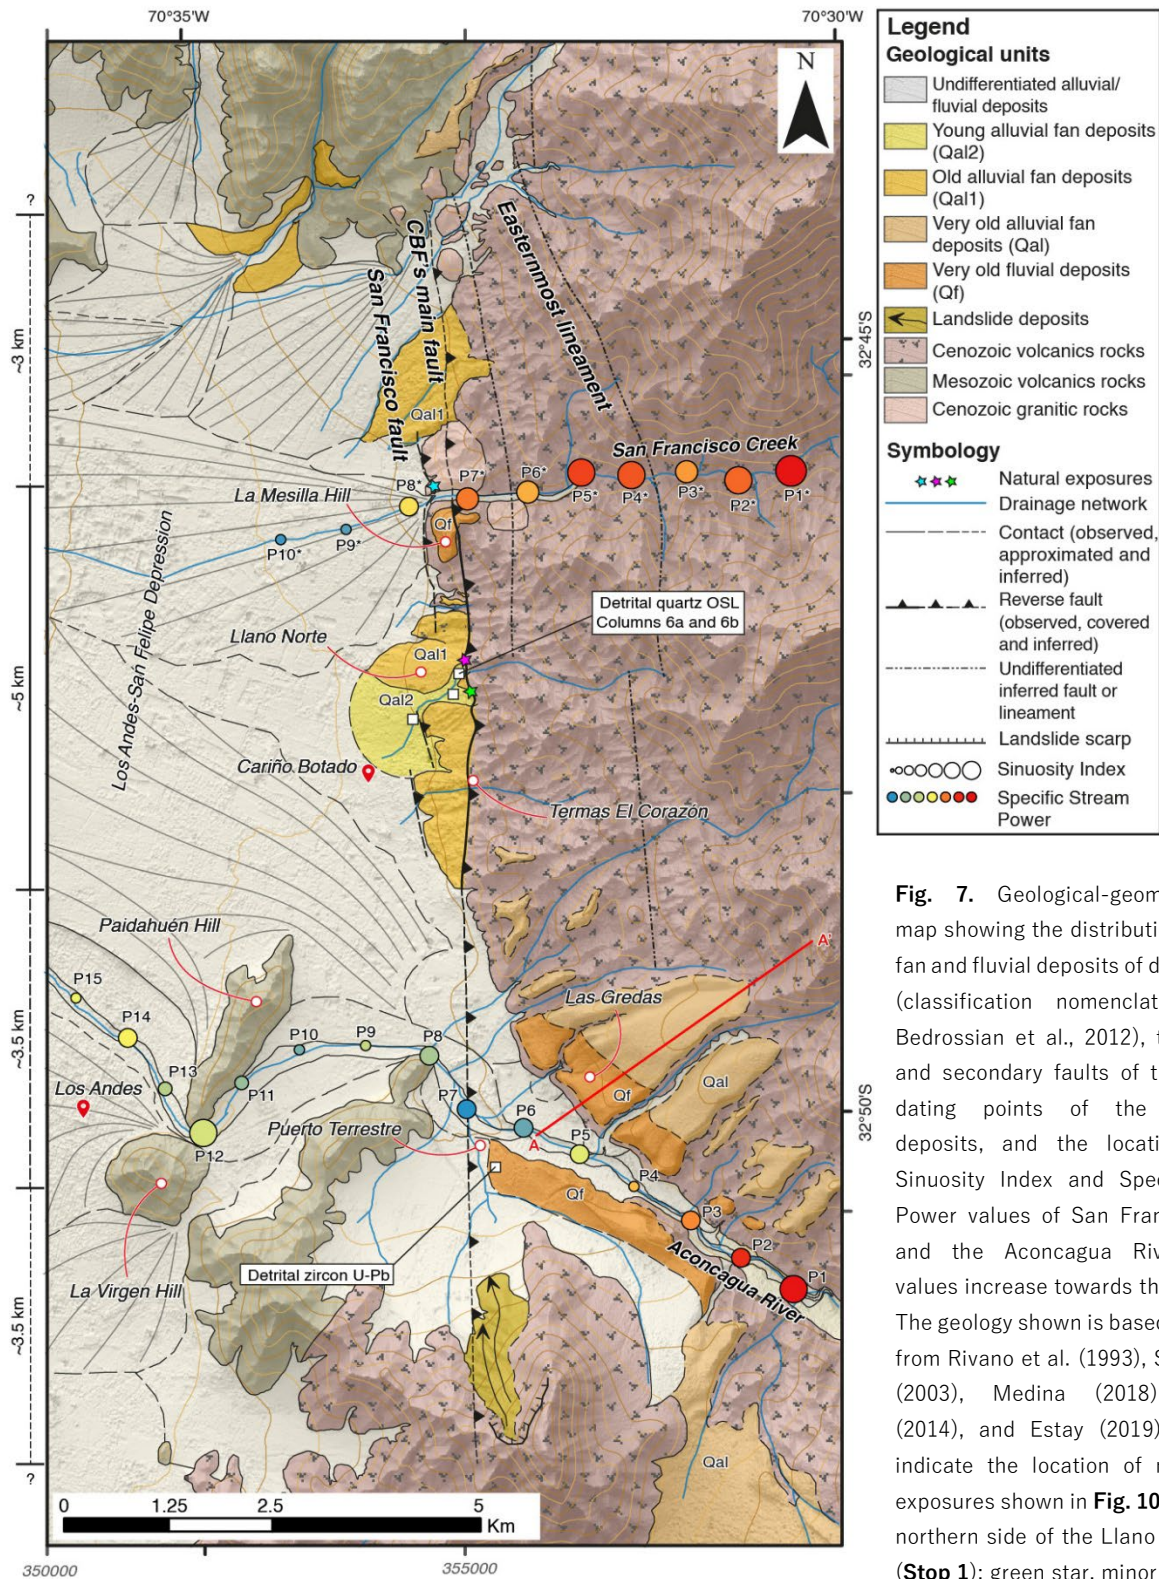 70°35'W
70°30'W
N
?
~3 km
~5 km
~3.5 km
~3.5 km
?
32°45'S
32°50'S
CBF's main fault
San Francisco fault
Easternmost lineament
Qal1
San Francisco Creek
P8*
P7*
P6*
P5*
P4*
P3*
P2*
P1*
La Mesilla Hill
Qf
P10*
P9*
Los Andes-San Felipe Depression
Detrital quartz OSL
Columns 6a and 6b
Llano Norte
Qal1
Qal2
Cariño Botado
Termas El Corazón
Paidahuén Hill
A'
P15
P14
P10
P9
P8
Las Gredas
P13
P11
Los Andes
P7
P6
Qf
Qal
P12
Puerto Terrestre
A
P5
P4
Qf
P3
P2
P1
Aconcagua River
Detrital zircon U-Pb
La Virgen Hill
Qal
0 1.25 2.5 5
Km
350000
355000
Legend
Geological units
Undifferentiated alluvial/
fluvial deposits
Young alluvial fan deposits
(Qal2)
Old alluvial fan deposits
(Qal1)
Very old alluvial fan
deposits (Qal)
Very old fluvial deposits
(Qf)
Landslide deposits
Cenozoic volcanics rocks
Mesozoic volcanics rocks
Cenozoic granitic rocks
Symbology
Natural exposures
Drainage network
Contact (observed,
approximated and
inferred)
Reverse fault
(observed, covered
and inferred)
Undifferentiated
inferred fault or
lineament
Landslide scarp
Sinuosity Index
Specific Stream
Power
Fig. 7. Geological-geom
map showing the distributi
fan and fluvial deposits of d
(classification nomenclat
Bedrossian et al., 2012), t
and secondary faults of t
dating points of the
deposits, and the locati
Sinuosity Index and Spec
Power values of San Fran
and the Aconcagua Riv
values increase towards th
The geology shown is based
from Rivano et al. (1993), S
(2003), Medina (2018)
(2014), and Estay (2019)
indicate the location of r
exposures shown in Fig. 10
northern side of the Llano
(Stop 1); green star, minor